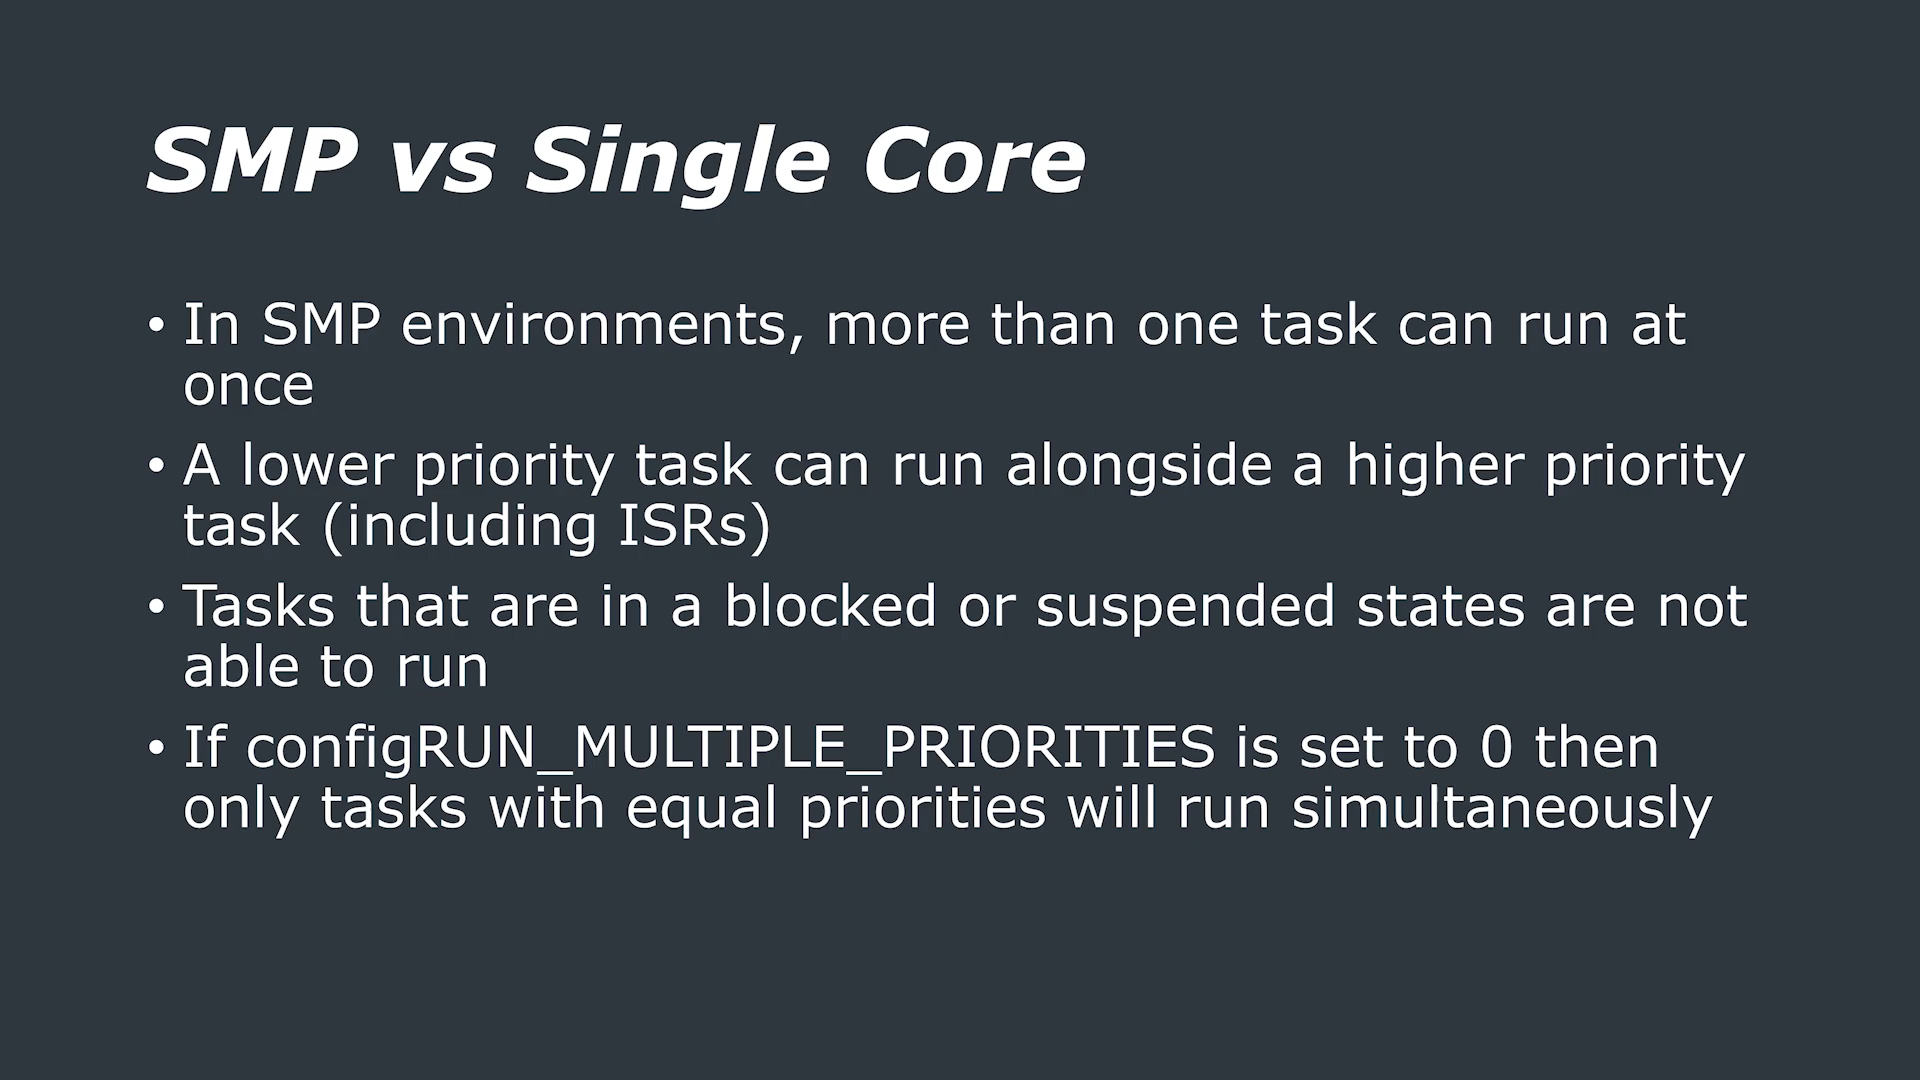 SMP vs Single Core
• In SMP environments, more than one task can run at
once
• A lower priority task can run alongside a higher priority
task (including ISRs)
• Tasks that are in a blocked or suspended states are not
able to run
• If configRUN_MULTIPLE_PRIORITIES is set to 0 then
only tasks with equal priorities will run simultaneously